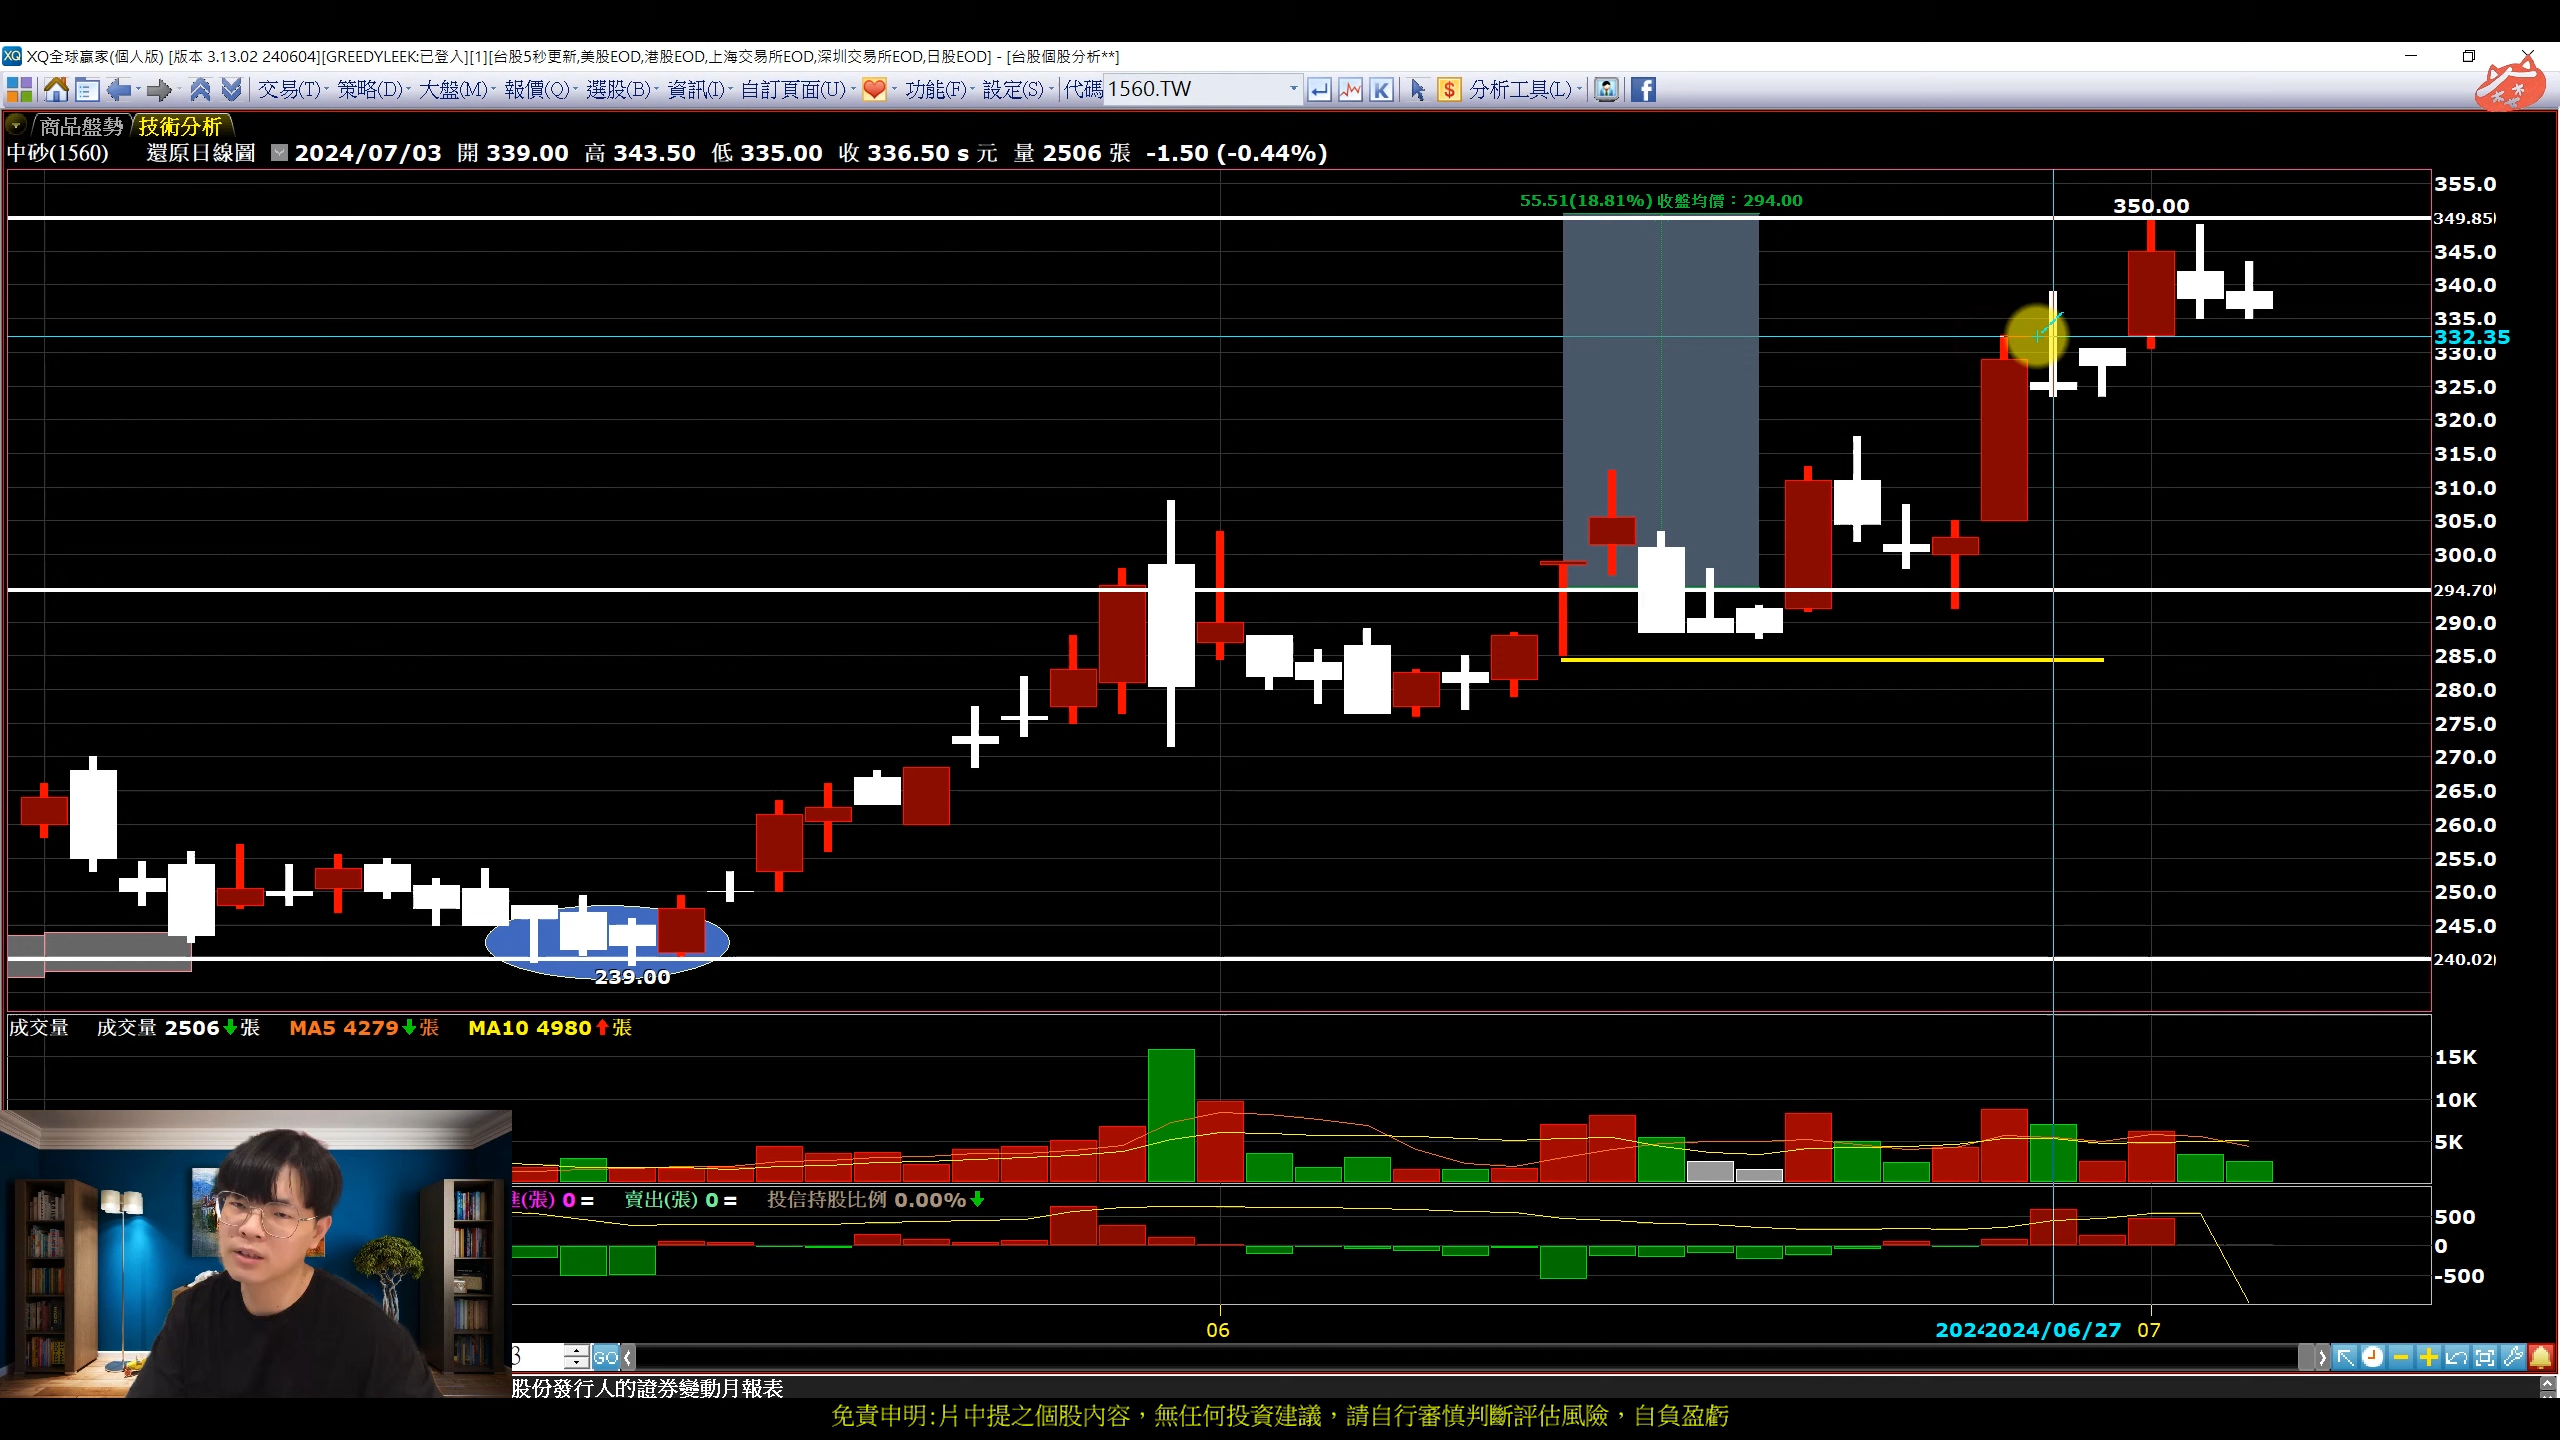 XQ全球贏家(個人版) [版本 3.13.02 240604][GREEDYLEEK:已登入][1][台股5秒更新,美股EOD,港股EOD,上海交易所EOD,深圳交易所EOD,日股EOD] - [台股個股分析**]
交易(T) 策略(D) 大盤(M) 報價(Q) 選股(B) 資訊(I) 自訂頁面(U) 功能(F) 設定(S) 代碼 1560.TW K $ 分析工具(L)
商品盤勢 技術分析
中砂(1560) 還原日線圖 2024/07/03 開 339.00 高 343.50 低 335.00 收 336.50 s 元 量 2506 張 -1.50 (-0.44%)
355.0
55.51(18.81%) 收盤均價：294.00
350.00
349.85
345.0
340.0
335.0
332.35
330.0
325.0
320.0
315.0
310.0
305.0
300.0
294.70
290.0
285.0
280.0
275.0
270.0
265.0
260.0
255.0
250.0
245.0
240.02
239.00
成交量 成交量 2506 張 MA5 4279 張 MA10 4980 張
15K
10K
5K
(張) 0 = 賣出(張) 0 = 投信持股比例 0.00%
500
0
-500
06 2024/06/27 07
3 GO
股份發行人的證券變動月報表
免責申明:片中提之個股內容，無任何投資建議，請自行審慎判斷評估風險，自負盈虧